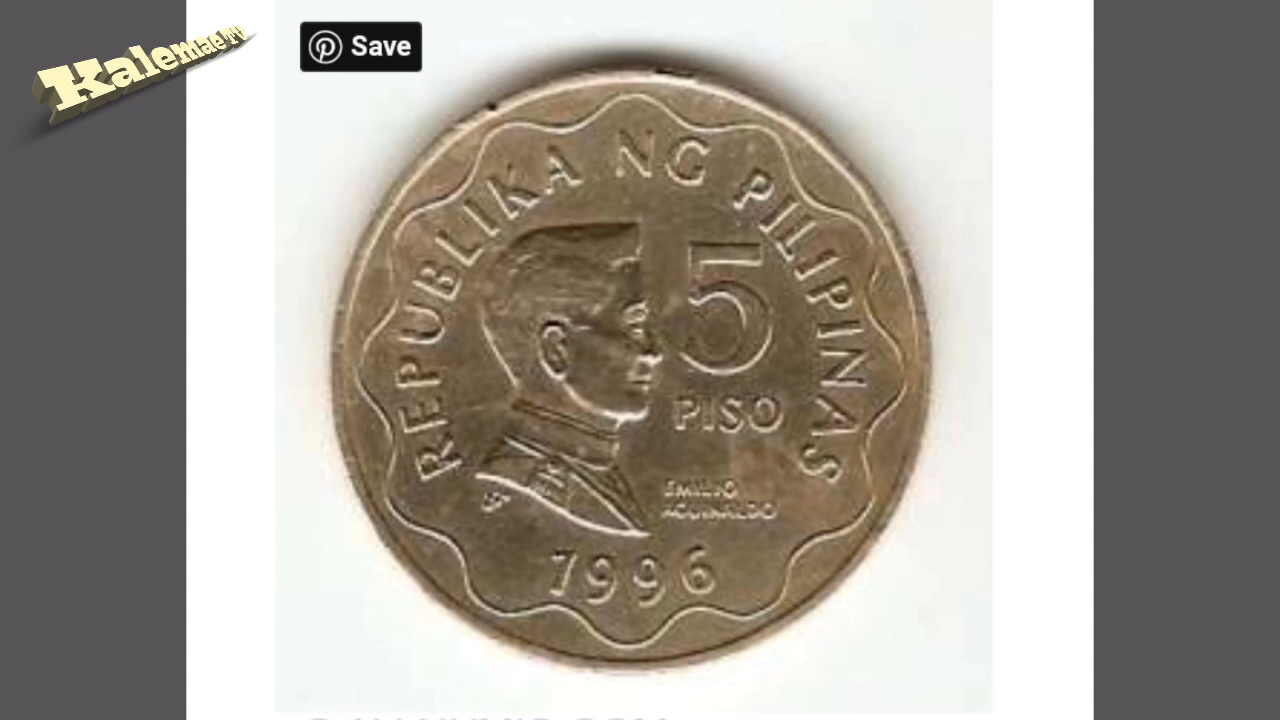 Kalemae TV
Save
REPUBLIKA NG PILIPINAS
5
PISO
EMILIO
AGUINALDO
1996